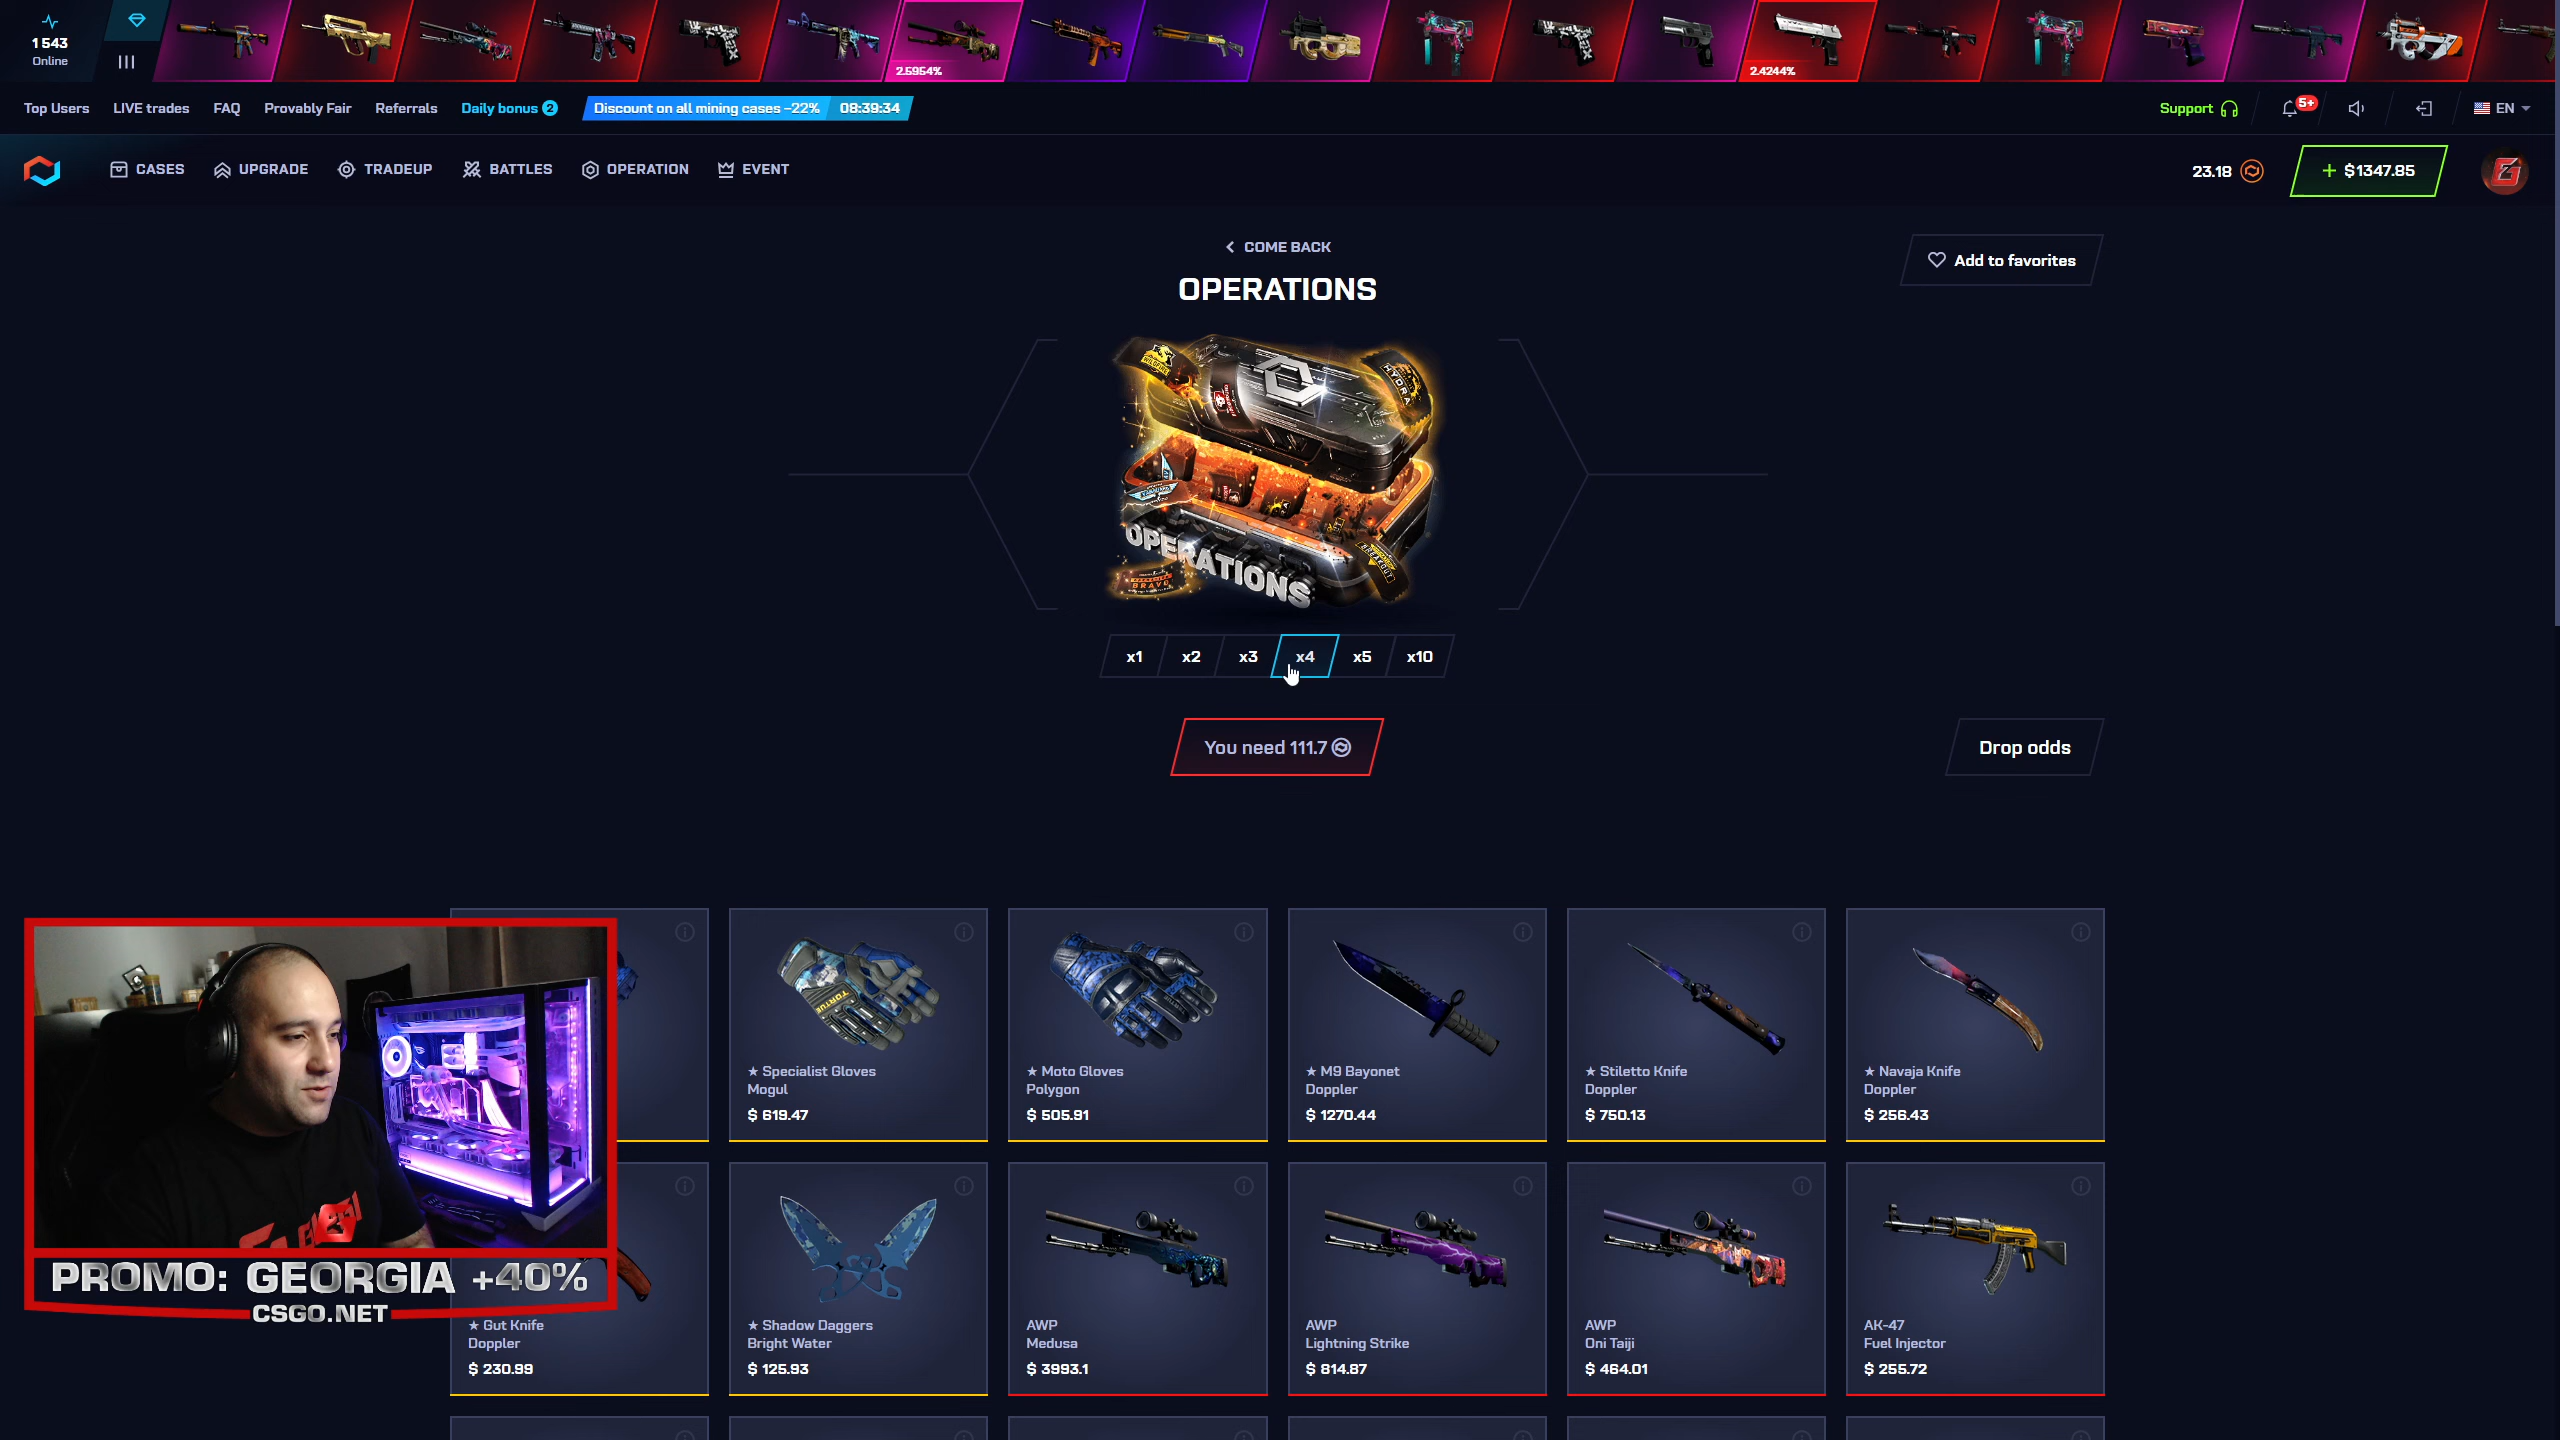 1 543
Online
2.5954%
2.4244%
Top Users
LIVE trades
FAQ
Provably Fair
Referrals
Daily bonus 2
Discount on all mining cases -22%
08:39:34
Support
5+
EN
CASES
UPGRADE
TRADEUP
BATTLES
OPERATION
EVENT
23.18
+ $1347.85
COME BACK
OPERATIONS
Add to favorites
HYDRA
OPERATIONS
BREAKOUT
BRAVO
x1
x2
x3
x4
x5
x10
You need 111.7
Drop odds
★ Specialist Gloves
Mogul
$ 619.47
★ Moto Gloves
Polygon
$ 505.91
★ M9 Bayonet
Doppler
$ 1270.44
★ Stiletto Knife
Doppler
$ 750.13
★ Navaja Knife
Doppler
$ 256.43
PROMO: GEORGIA +40%
CSGO.NET
★ Gut Knife
Doppler
$ 230.99
★ Shadow Daggers
Bright Water
$ 125.93
AWP
Medusa
$ 3993.1
AWP
Lightning Strike
$ 814.87
AWP
Oni Taiji
$ 464.01
AK-47
Fuel Injector
$ 255.72